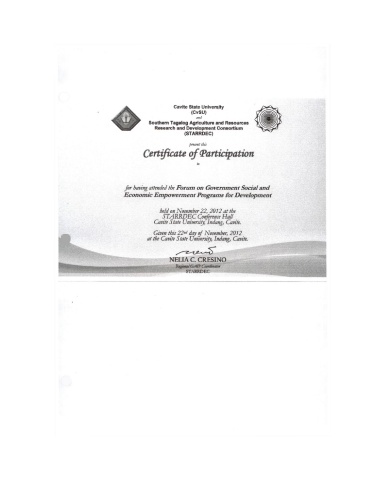 Cavite State University
(CvSU)
and
Southern Tagalog Agriculture and Resources
Research and Development Consortium
(STARRDEC)
present this
Certificate of Participation
for having attended the Forum on Government Social and
Economic Empowerment Programs for Development
held on November 22, 2012 at the
STARRDEC Conference Hall
Cavite State University, Indang, Cavite.
Given this 22nd day of November, 2012
at the Cavite State University, Indang, Cavite.
NELIA C. CRESINO
Coordinator
STARRDEC